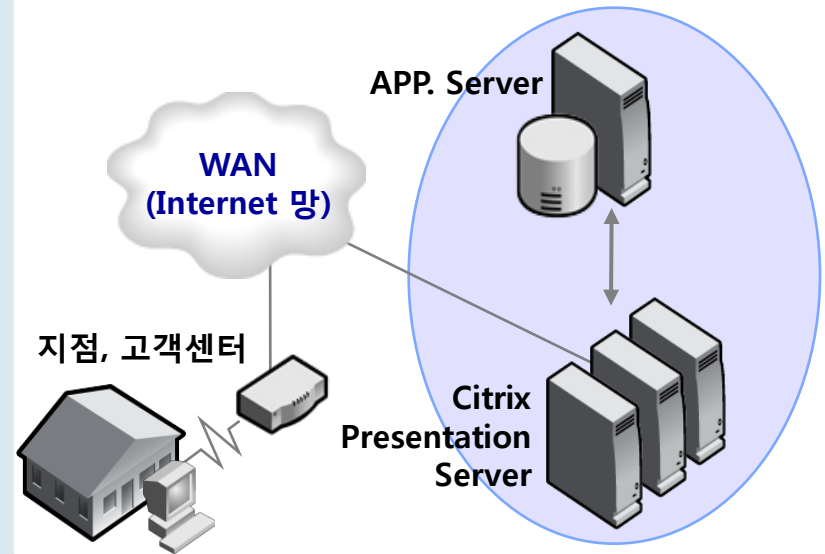 APP. Server
WAN
(Internet 망)
지점, 고객센터
Citrix
Presentation
Server